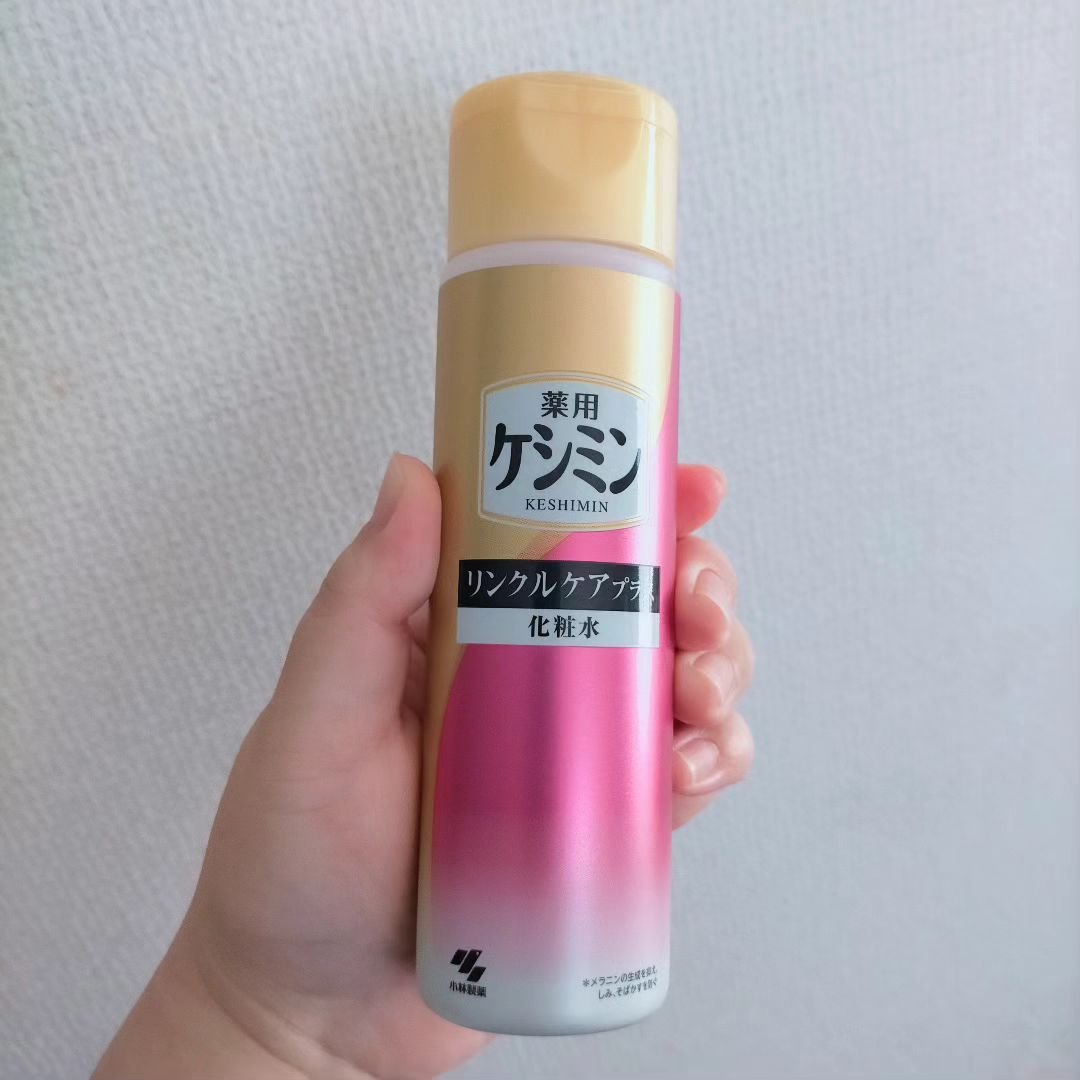 薬用
ケシミン
KESHIMIN
リンクルケアプラス
化粧水
小林製薬
＊メラニンの生成を抑え、
しみ、そばかすを防ぐ